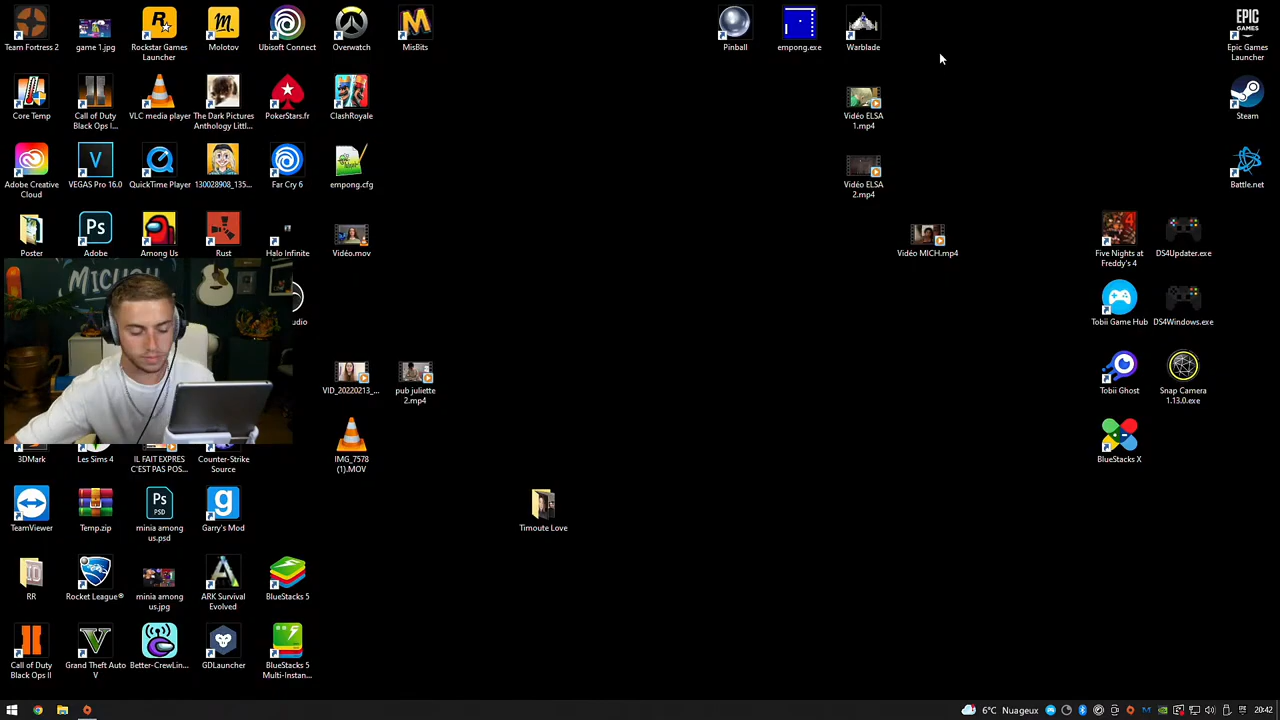 Team Fortress 2
game 1.jpg
Rockstar Games
Launcher
Molotov
Ubisoft Connect
Overwatch
MisBits
Pinball
empong.exe
Warblade
EPIC
GAMES
Epic Games
Launcher
Core Temp
Call of Duty
Black Ops I...
VLC media player
The Dark Pictures
Anthology Littl...
PokerStars.fr
ClashRoyale
Vidéo ELSA
1.mp4
Steam
Adobe Creative
Cloud
VEGAS Pro 16.0
QuickTime Player
130028908_135...
Far Cry 6
empong.cfg
Vidéo ELSA
2.mp4
Battle.net
Poster
Ps
Adobe
Among Us
Rust
Halo Infinite
Vidéo.mov
Vidéo MICH.mp4
4
Five Nights at
Freddy's 4
DS4Updater.exe
MICHOU
Tobii Game Hub
DS4Windows.exe
VID_20220213_...
pub juliette
2.mp4
Tobii Ghost
Snap Camera
1.13.0.exe
3DMark
Les Sims 4
IL FAIT EXPRES
C'EST PAS POS...
Counter-Strike
Source
IMG_7578
(1).MOV
BlueStacks X
TeamViewer
Temp.zip
Ps
PSD
minia among
us.psd
Garry's Mod
Timoute Love
RR
Rocket League®
minia among
us.jpg
ARK Survival
Evolved
BlueStacks 5
Call of Duty
Black Ops II
Grand Theft Auto
V
Better-CrewLin...
GDLauncher
BlueStacks 5
Multi-Instan...
6°C Nuageux
20:42